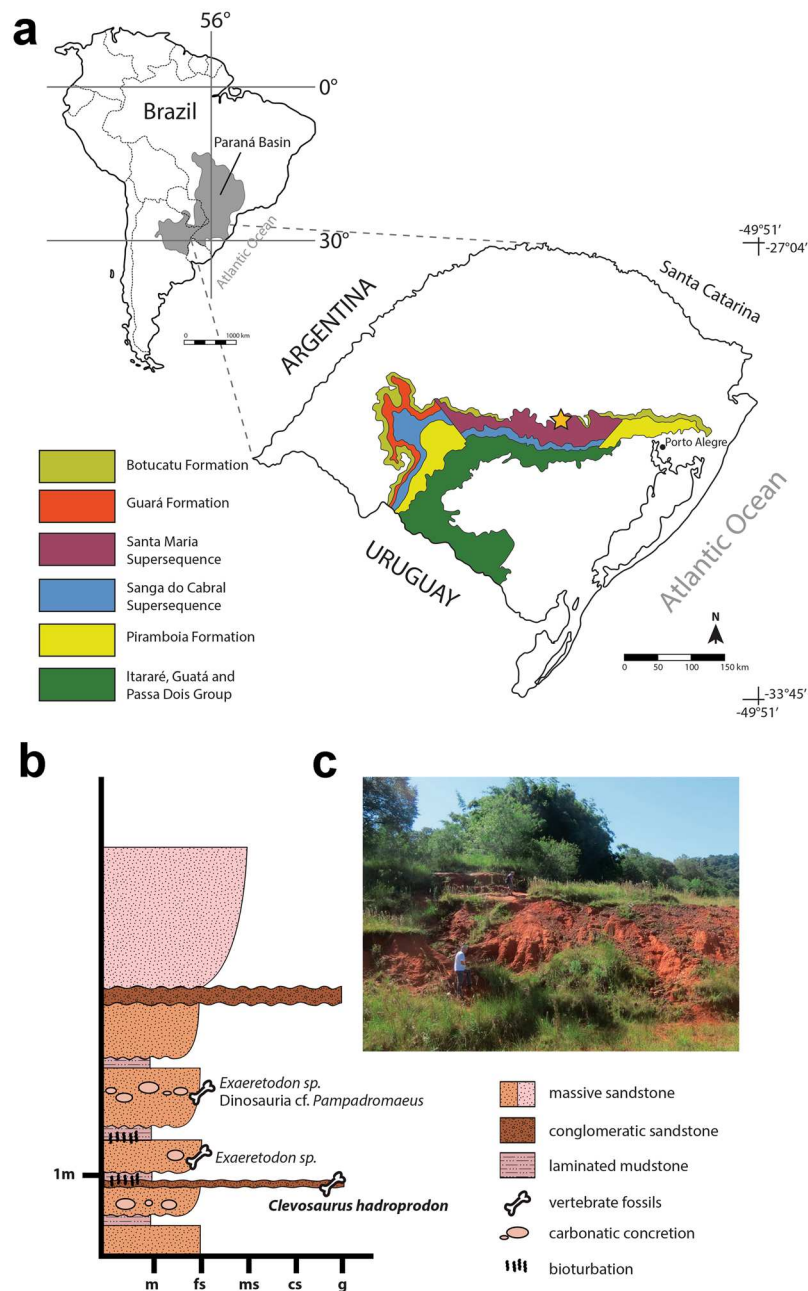 a
56°
0°
Brazil
Paraná Basin
Atlantic Ocean
30°
0 1000 km
-49°51'
-27°04'
Santa Catarina
ARGENTINA
Porto Alegre
URUGUAY
Atlantic Ocean
N
0 50 100 150 km
-33°45'
-49°51'
Botucatu Formation
Guará Formation
Santa Maria
Supersequence
Sanga do Cabral
Supersequence
Piramboia Formation
Itararé, Guatá and
Passa Dois Group
b
Exaeretodon sp.
Dinosauria cf. Pampadromaeus
Exaeretodon sp.
1m
Clevosaurus hadroprodon
m fs ms cs g
c
massive sandstone
conglomeratic sandstone
laminated mudstone
vertebrate fossils
carbonatic concretion
bioturbation